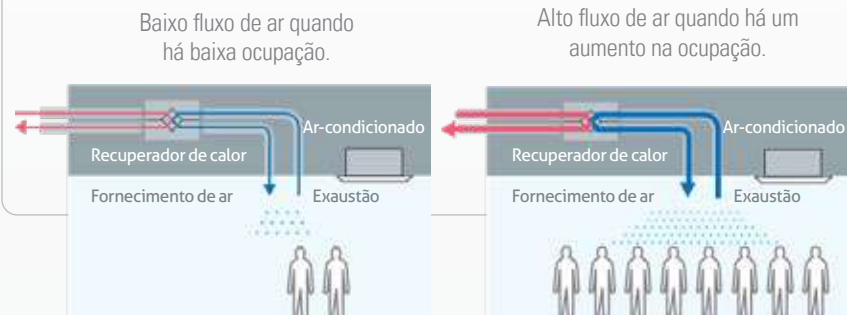 Baixo fluxo de ar quando
há baixa ocupação.
Alto fluxo de ar quando há um
aumento na ocupação.
Ar-condicionado
Recuperador de calor
Fornecimento de ar
Exaustão
Ar-condicionado
Recuperador de calor
Fornecimento de ar
Exaustão